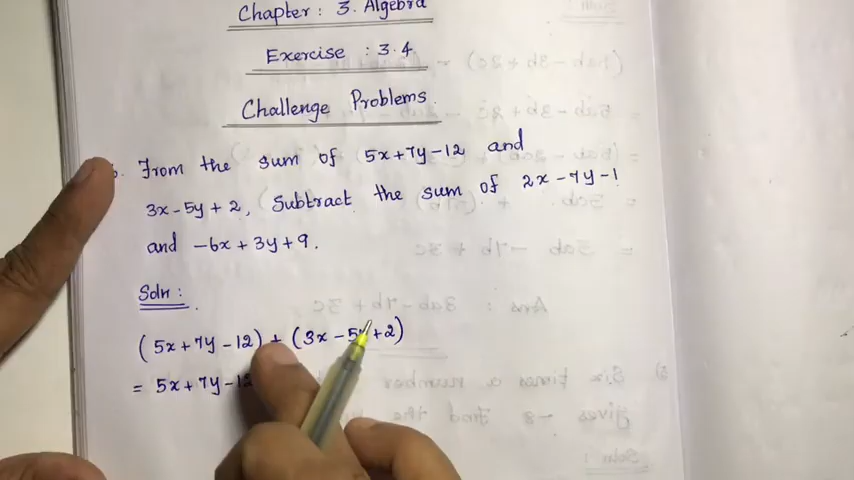 Chapter : 3. Algebra
Exercise : 3.4
Challenge Problems.
From the sum of 5x+7y-12 and
3x-5y+2, Subtract the sum of 2x-7y-1
and -6x+3y+9.
Soln:
(5x+7y-12) + (3x-5y+2)
= 5x+7y-12